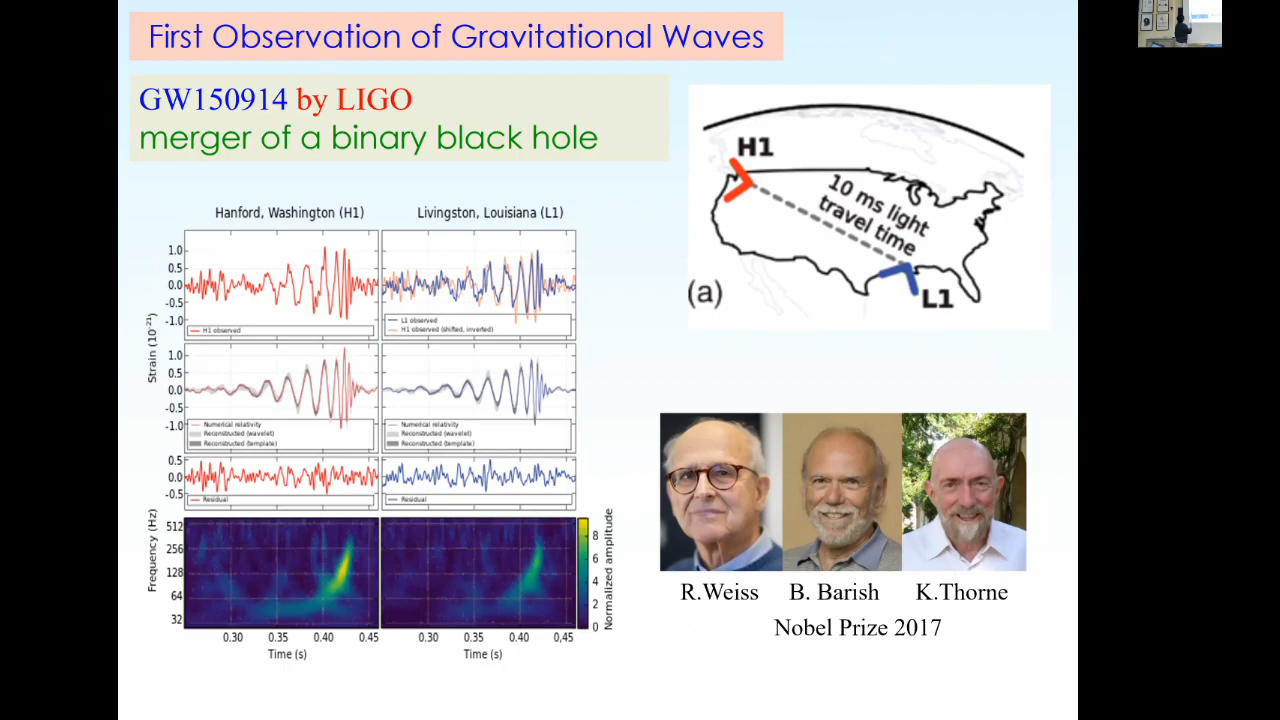 First Observation of Gravitational Waves
GW150914 by LIGO
merger of a binary black hole
H1
10 ms light
travel time
(a)
L1
Hanford, Washington (H1)
Livingston, Louisiana (L1)
Strain (10⁻²¹)
1.0
0.5
0.0
-0.5
-1.0
H1 observed
L1 observed
H1 observed (shifted, inverted)
1.0
0.5
0.0
-0.5
-1.0
Numerical relativity
Reconstructed (wavelet)
Reconstructed (template)
Numerical relativity
Reconstructed (wavelet)
Reconstructed (template)
0.5
0.0
-0.5
Residual
Residual
Frequency (Hz)
512
256
128
64
32
0.30 0.35 0.40 0.45
Time (s)
0.30 0.35 0.40 0.45
Time (s)
8
6
4
2
0
Normalized amplitude
R.Weiss B. Barish K.Thorne
Nobel Prize 2017